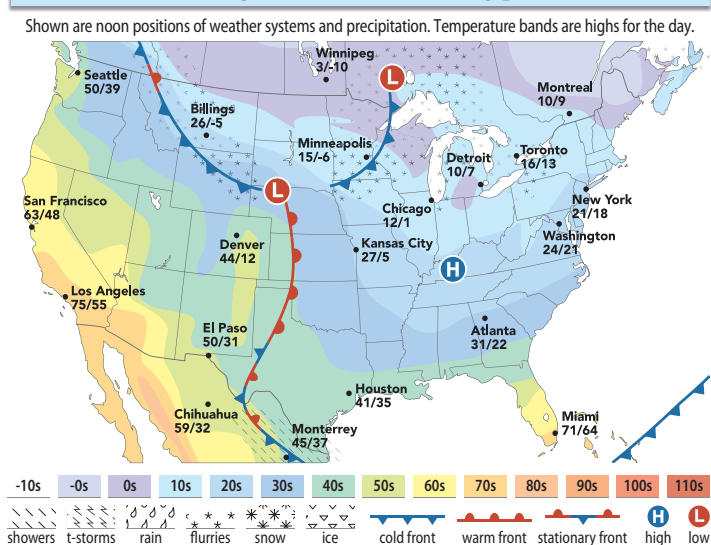 Shown are noon positions of weather systems and precipitation. Temperature bands are highs for the day.
Winnipeg
3/-10
L
Seattle
50/39
Montreal
10/9
Billings
26/-5
Minneapolis
15/-6
Toronto
16/13
Detroit
10/7
L
San Francisco
63/48
Chicago
12/1
New York
21/18
Denver
44/12
Kansas City
27/5
Washington
24/21
H
Los Angeles
75/55
El Paso
50/31
Atlanta
31/22
Houston
41/35
Chihuahua
59/32
Miami
71/64
Monterrey
45/37
-10s -0s 0s 10s 20s 30s 40s 50s 60s 70s 80s 90s 100s 110s
H L
showers t-storms rain flurries snow ice cold front warm front stationary front high low